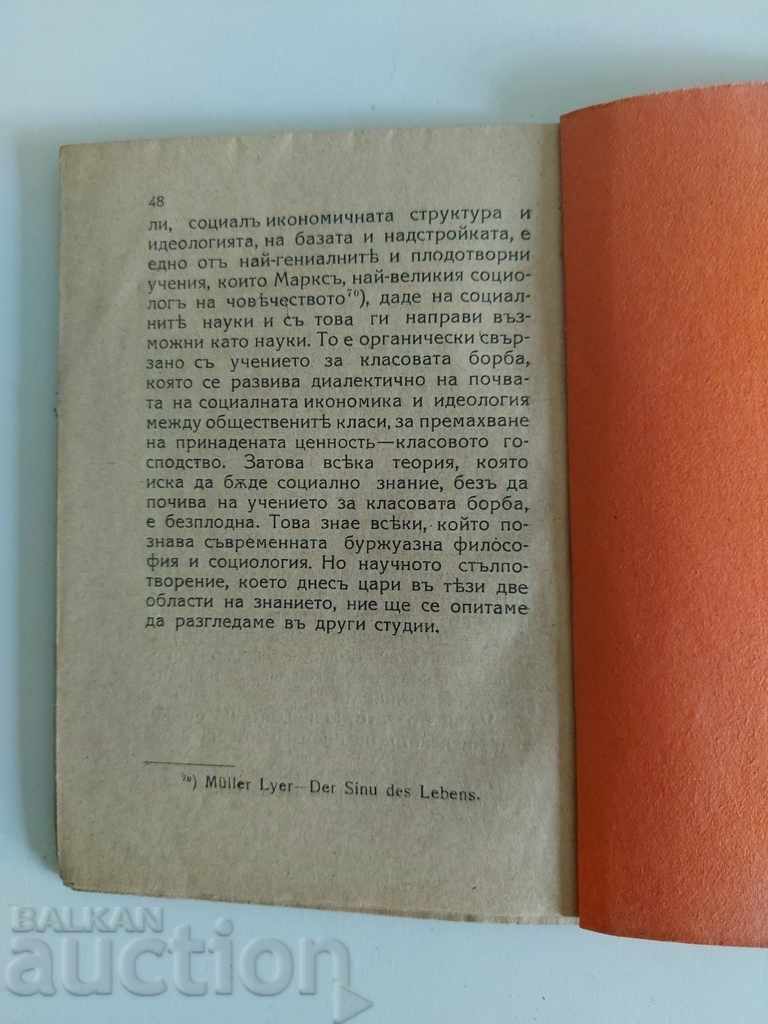 48
ли, социалъ икономичната структура и
идеологията, на базата и надстройката, е
едно отъ най-гениалнитѣ и плодотворни
учения, които Марксъ, най-великия социо-
логъ на човѣчеството⁷⁰), даде на социал-
нитѣ науки и съ това ги направи въз-
можни като науки. То е органически свър-
зано съ учението за класовата борба,
която се развива диалектично на почва-
та на социалната икономика и идеология
между общественитѣ класи, за премахване
на принадената ценность—класовото го-
сподство. Затова всѣка теория, която
иска да бѫде социално знание, безъ да
почива на учението за класовата борба,
е безплодна. Това знае всѣки, който по-
знава съвременната буржуазна филосо-
фия и социология. Но научното стълпо-
творение, което днесъ цари въ тѣзи две
области на знанието, ние ще се опитаме
да разгледаме въ други студии.
⁷⁰) Müller Lyer—Der Sinu des Lebens.
BALKAN
auction